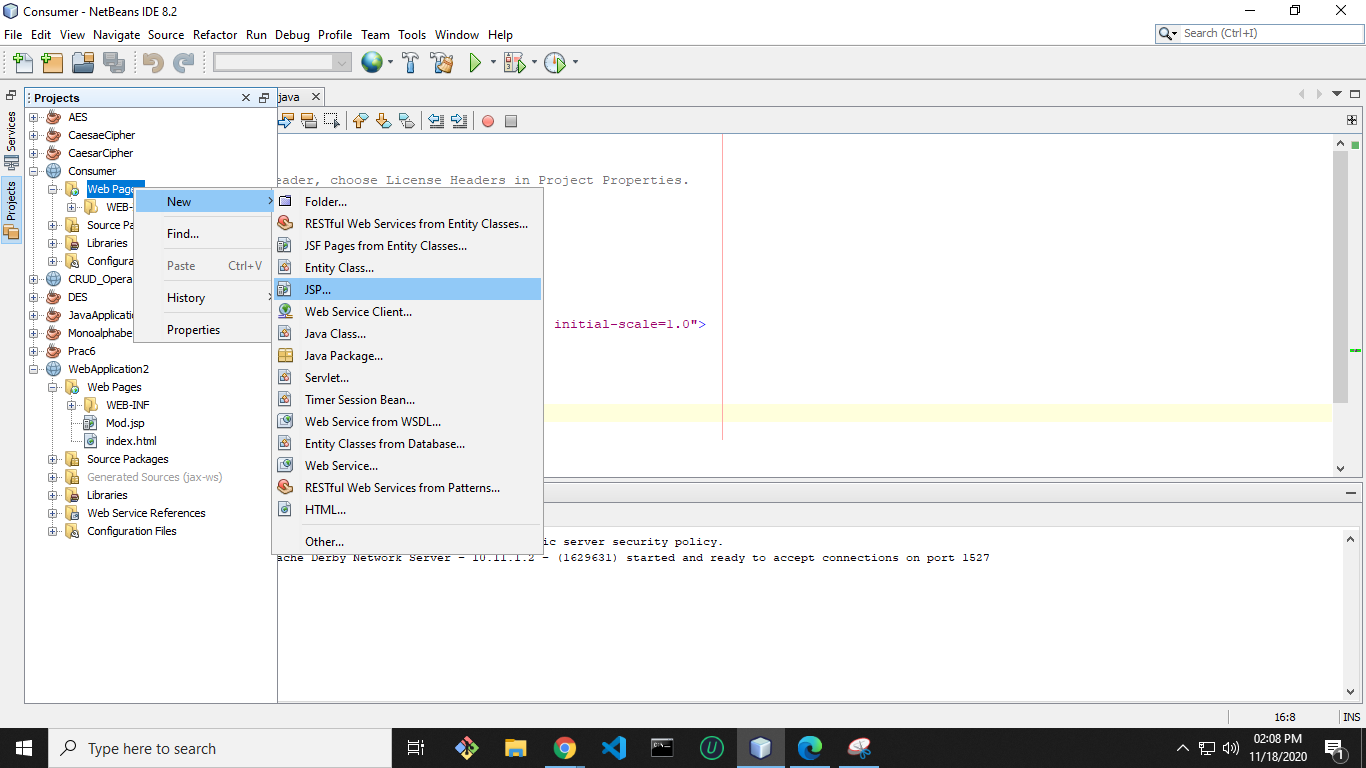 Consumer - NetBeans IDE 8.2
File Edit View Navigate Source Refactor Run Debug Profile Team Tools Window Help
Search (Ctrl+I)
Services
Projects
Projects
AES
CaesaeCipher
CaesarCipher
Consumer
Web Pages
WEB-
Source Pa
Libraries
Configura
CRUD_Opera
DES
JavaApplicatio
Monoalphabe
Prac6
WebApplication2
Web Pages
WEB-INF
Mod.jsp
index.html
Source Packages
Generated Sources (jax-ws)
Libraries
Web Service References
Configuration Files
New
Find...
Paste Ctrl+V
History
Properties
Folder...
RESTful Web Services from Entity Classes...
JSF Pages from Entity Classes...
Entity Class...
JSP...
Web Service Client...
Java Class...
Java Package...
Servlet...
Timer Session Bean...
Web Service from WSDL...
Entity Classes from Database...
Web Service...
RESTful Web Services from Patterns...
HTML...
Other...
java
eader, choose License Headers in Project Properties.
initial-scale=1.0">
ic server security policy.
ache Derby Network Server - 10.11.1.2 - (1629631) started and ready to accept connections on port 1527
16:8 INS
Type here to search
02:08 PM
11/18/2020
1